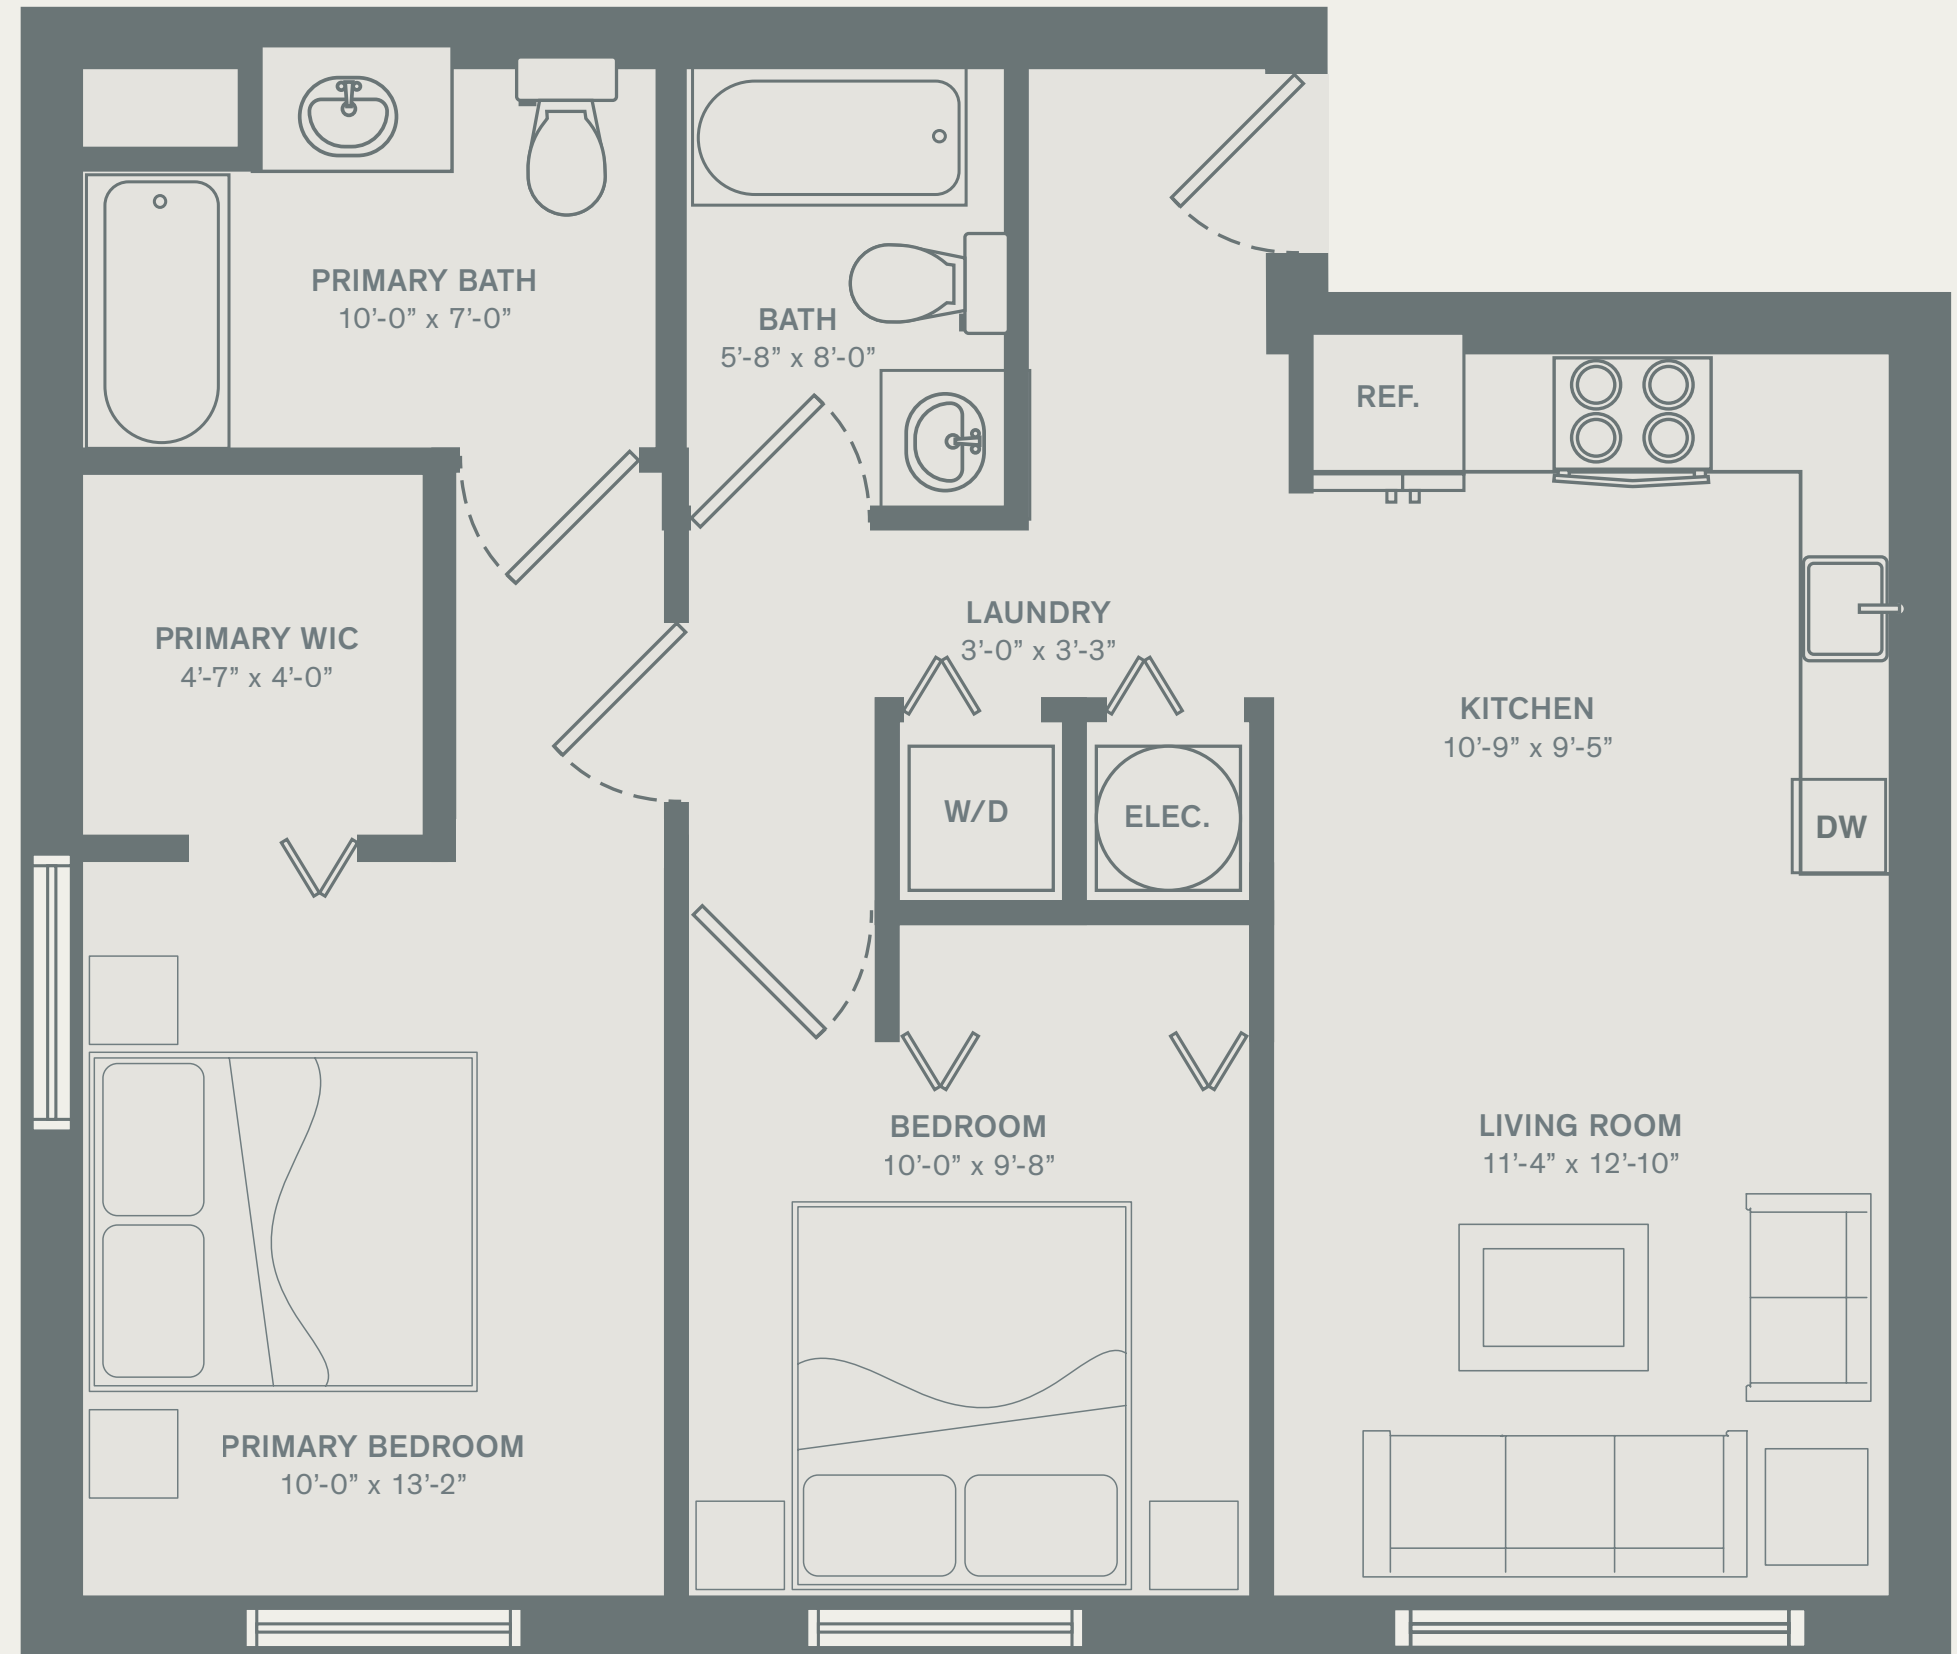 PRIMARY BATH
10’-0” x 7’-0”
BATH
5’-8” x 8’-0”
REF.
PRIMARY WIC
4’-7” x 4’-0”
LAUNDRY
3’-0” x 3’-3”
KITCHEN
10’-9” x 9’-5”
W/D
ELEC.
DW
BEDROOM
10’-0” x 9’-8”
LIVING ROOM
11’-4” x 12’-10”
PRIMARY BEDROOM
10’-0” x 13’-2”